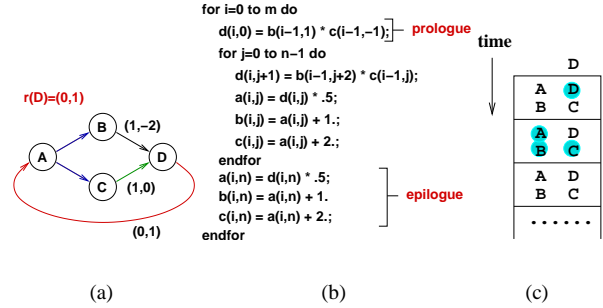 r(D)=(0,1)
A
B
C
D
(1,-2)
(1,0)
(0,1)
(a)
for i=0 to m do
d(i,0) = b(i-1,1) * c(i-1,-1);
prologue
for j=0 to n-1 do
d(i,j+1) = b(i-1,j+2) * c(i-1,j);
a(i,j) = d(i,j) * .5;
b(i,j) = a(i,j) + 1.;
c(i,j) = a(i,j) + 2.;
endfor
a(i,n) = d(i,n) * .5;
b(i,n) = a(i,n) + 1.
c(i,n) = a(i,n) + 2.;
epilogue
endfor
(b)
time
D
A D
B C
A D
B C
A D
B C
......
(c)